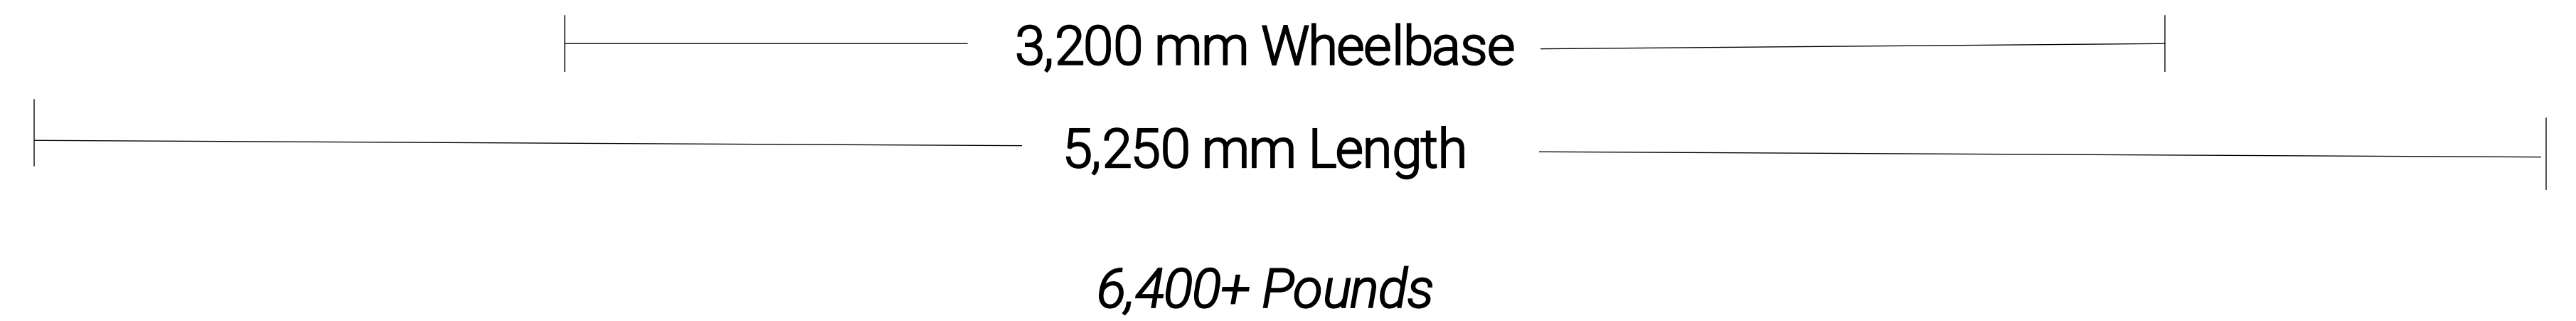 3,200 mm Wheelbase
5,250 mm Length
6,400+ Pounds